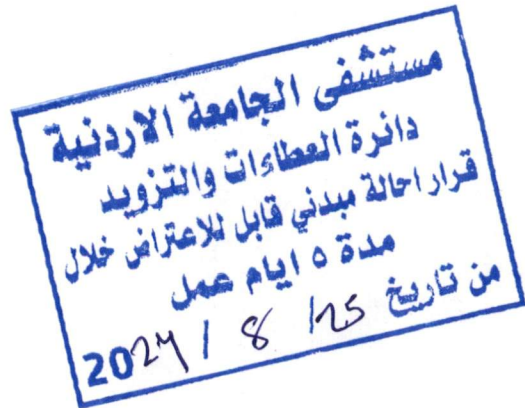 مستشفى الجامعة الاردنية
دائرة العطاءات والتزويد
قرار احالة مبدئي قابل للاعتراض خلال
مدة ٥ ايام عمل
من تاريخ 25/ 8 / 2024